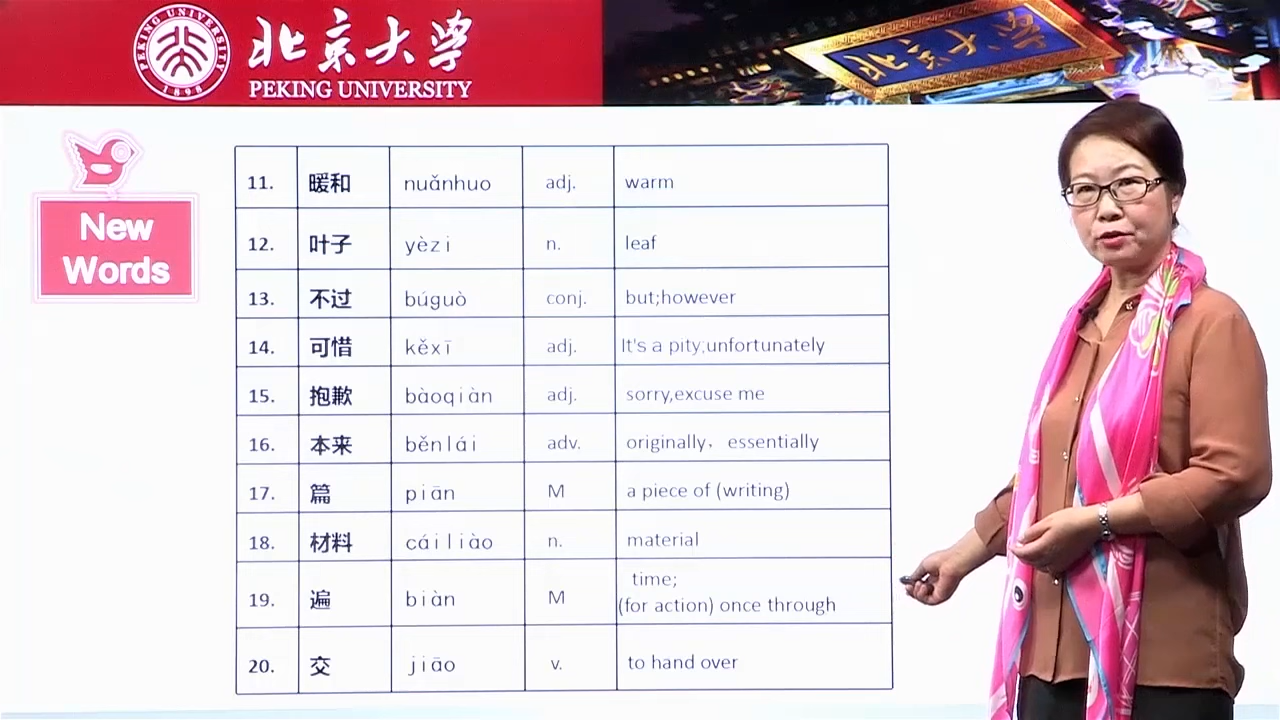 PEKING UNIVERSITY
1898
北京大学
PEKING UNIVERSITY
北京大学
New
Words
11. 暖和 nuǎnhuo adj. warm
12. 叶子 yèzi n. leaf
13. 不过 búguò conj. but;however
14. 可惜 kěxī adj. It's a pity;unfortunately
15. 抱歉 bàoqiàn adj. sorry,excuse me
16. 本来 běnlái adv. originally，essentially
17. 篇 piān M a piece of (writing)
18. 材料 cáiliào n. material
19. 遍 biàn M time;
(for action) once through
20. 交 jiāo v. to hand over